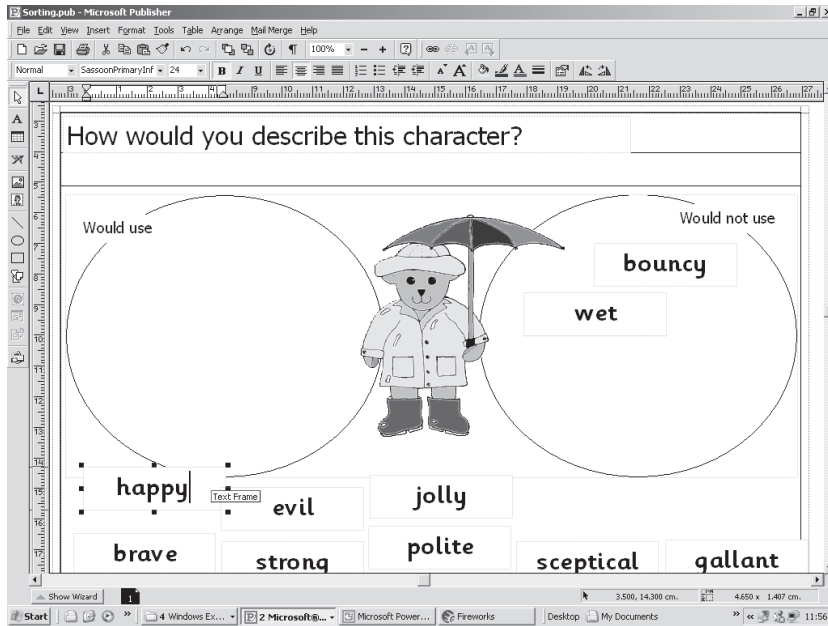 Sorting.pub - Microsoft Publisher
File Edit View Insert Format Tools Table Arrange Mail Merge Help
100%
Normal SassoonPrimaryInf 24 B I U
How would you describe this character?
Would use
Would not use
bouncy
wet
happy
Text Frame
evil
jolly
brave
strong
polite
sceptical
gallant
Show Wizard 1 3.500, 14.300 cm. 4.650 x 1.407 cm.
Start 4 Windows Ex... 2 Microsoft®... Microsoft Power... Fireworks Desktop My Documents 11:56